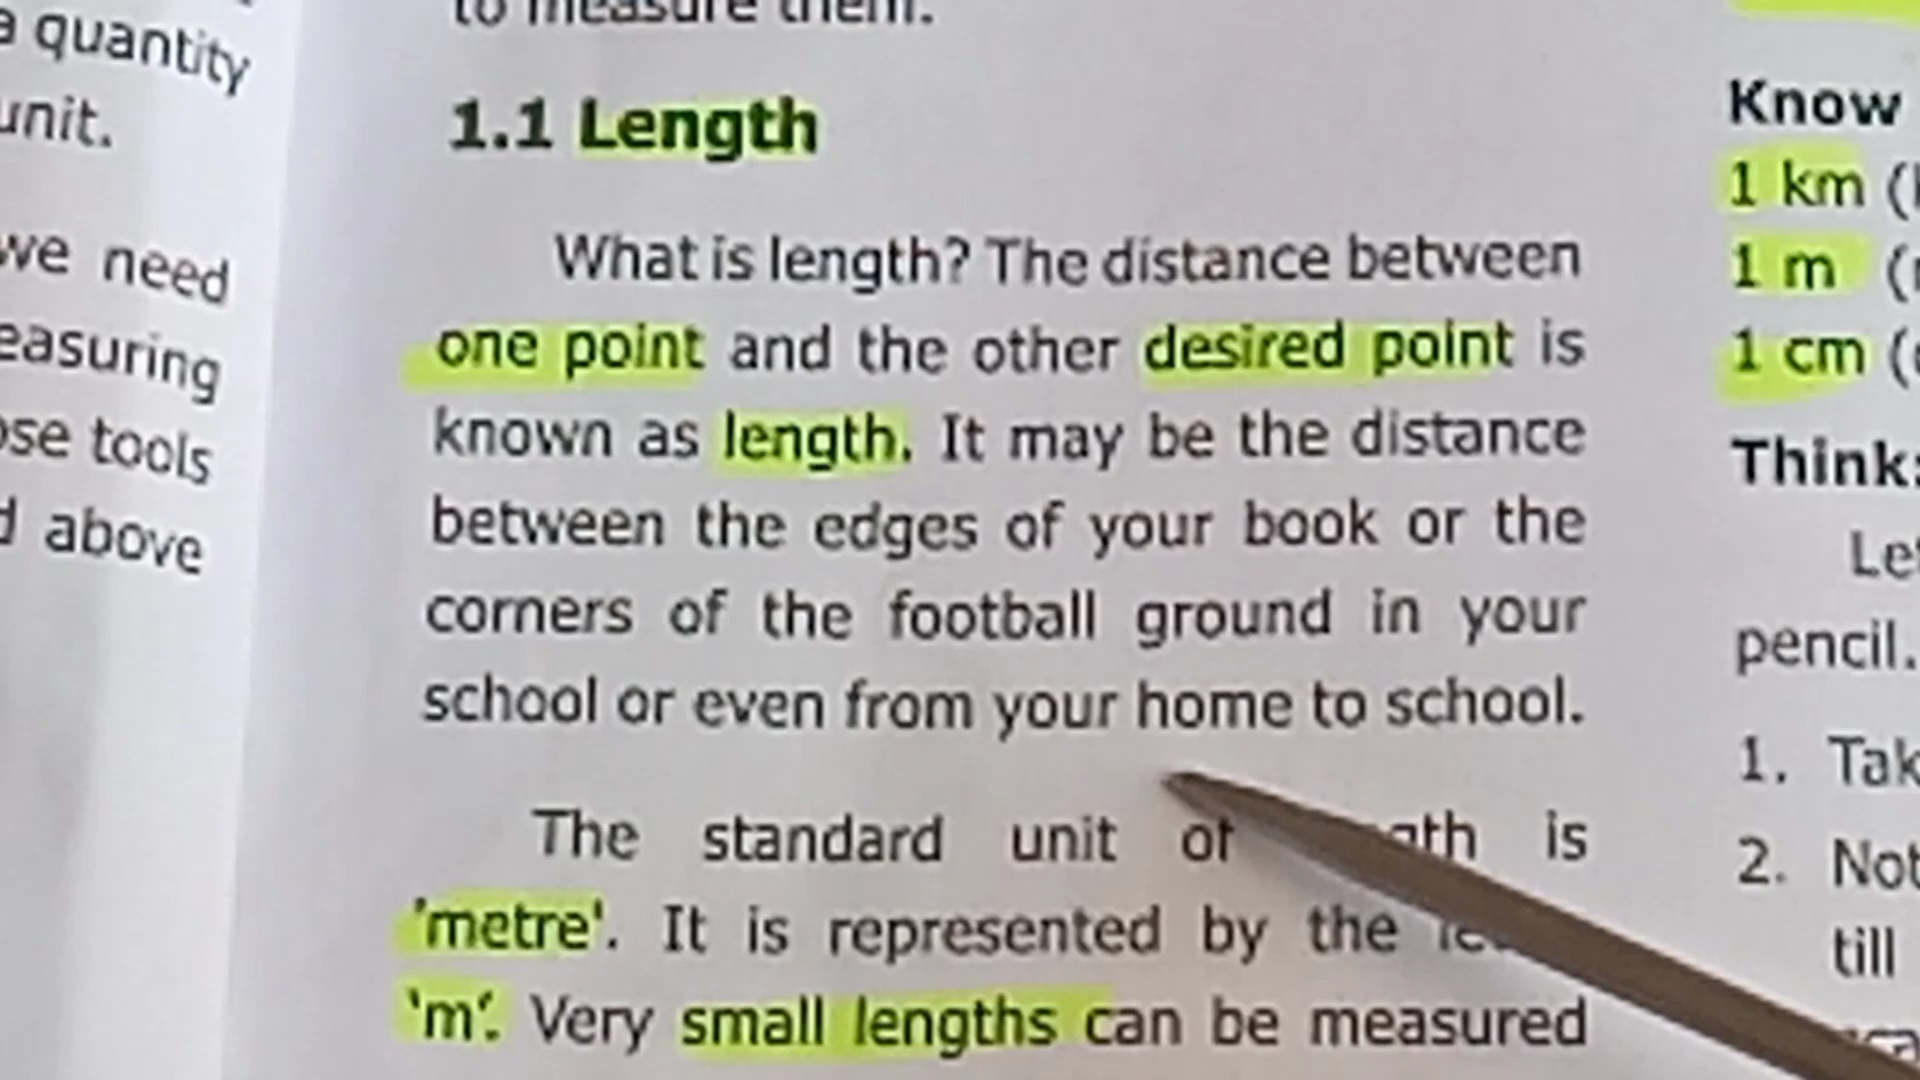 a quantity
unit.
we need
tools
above
to measure them.
1.1 Length
What is length? The distance between
one point and the other desired point is
known as length. It may be the distance
between the edges of your book or the
corners of the football ground in your
school or even from your home to school.
The standard unit of is
'metre'. It is represented by the
'm'. Very small lengths can be measured
Know
1 km (
1 m (
1 cm (
Think:
pencil.
1.
2.
till